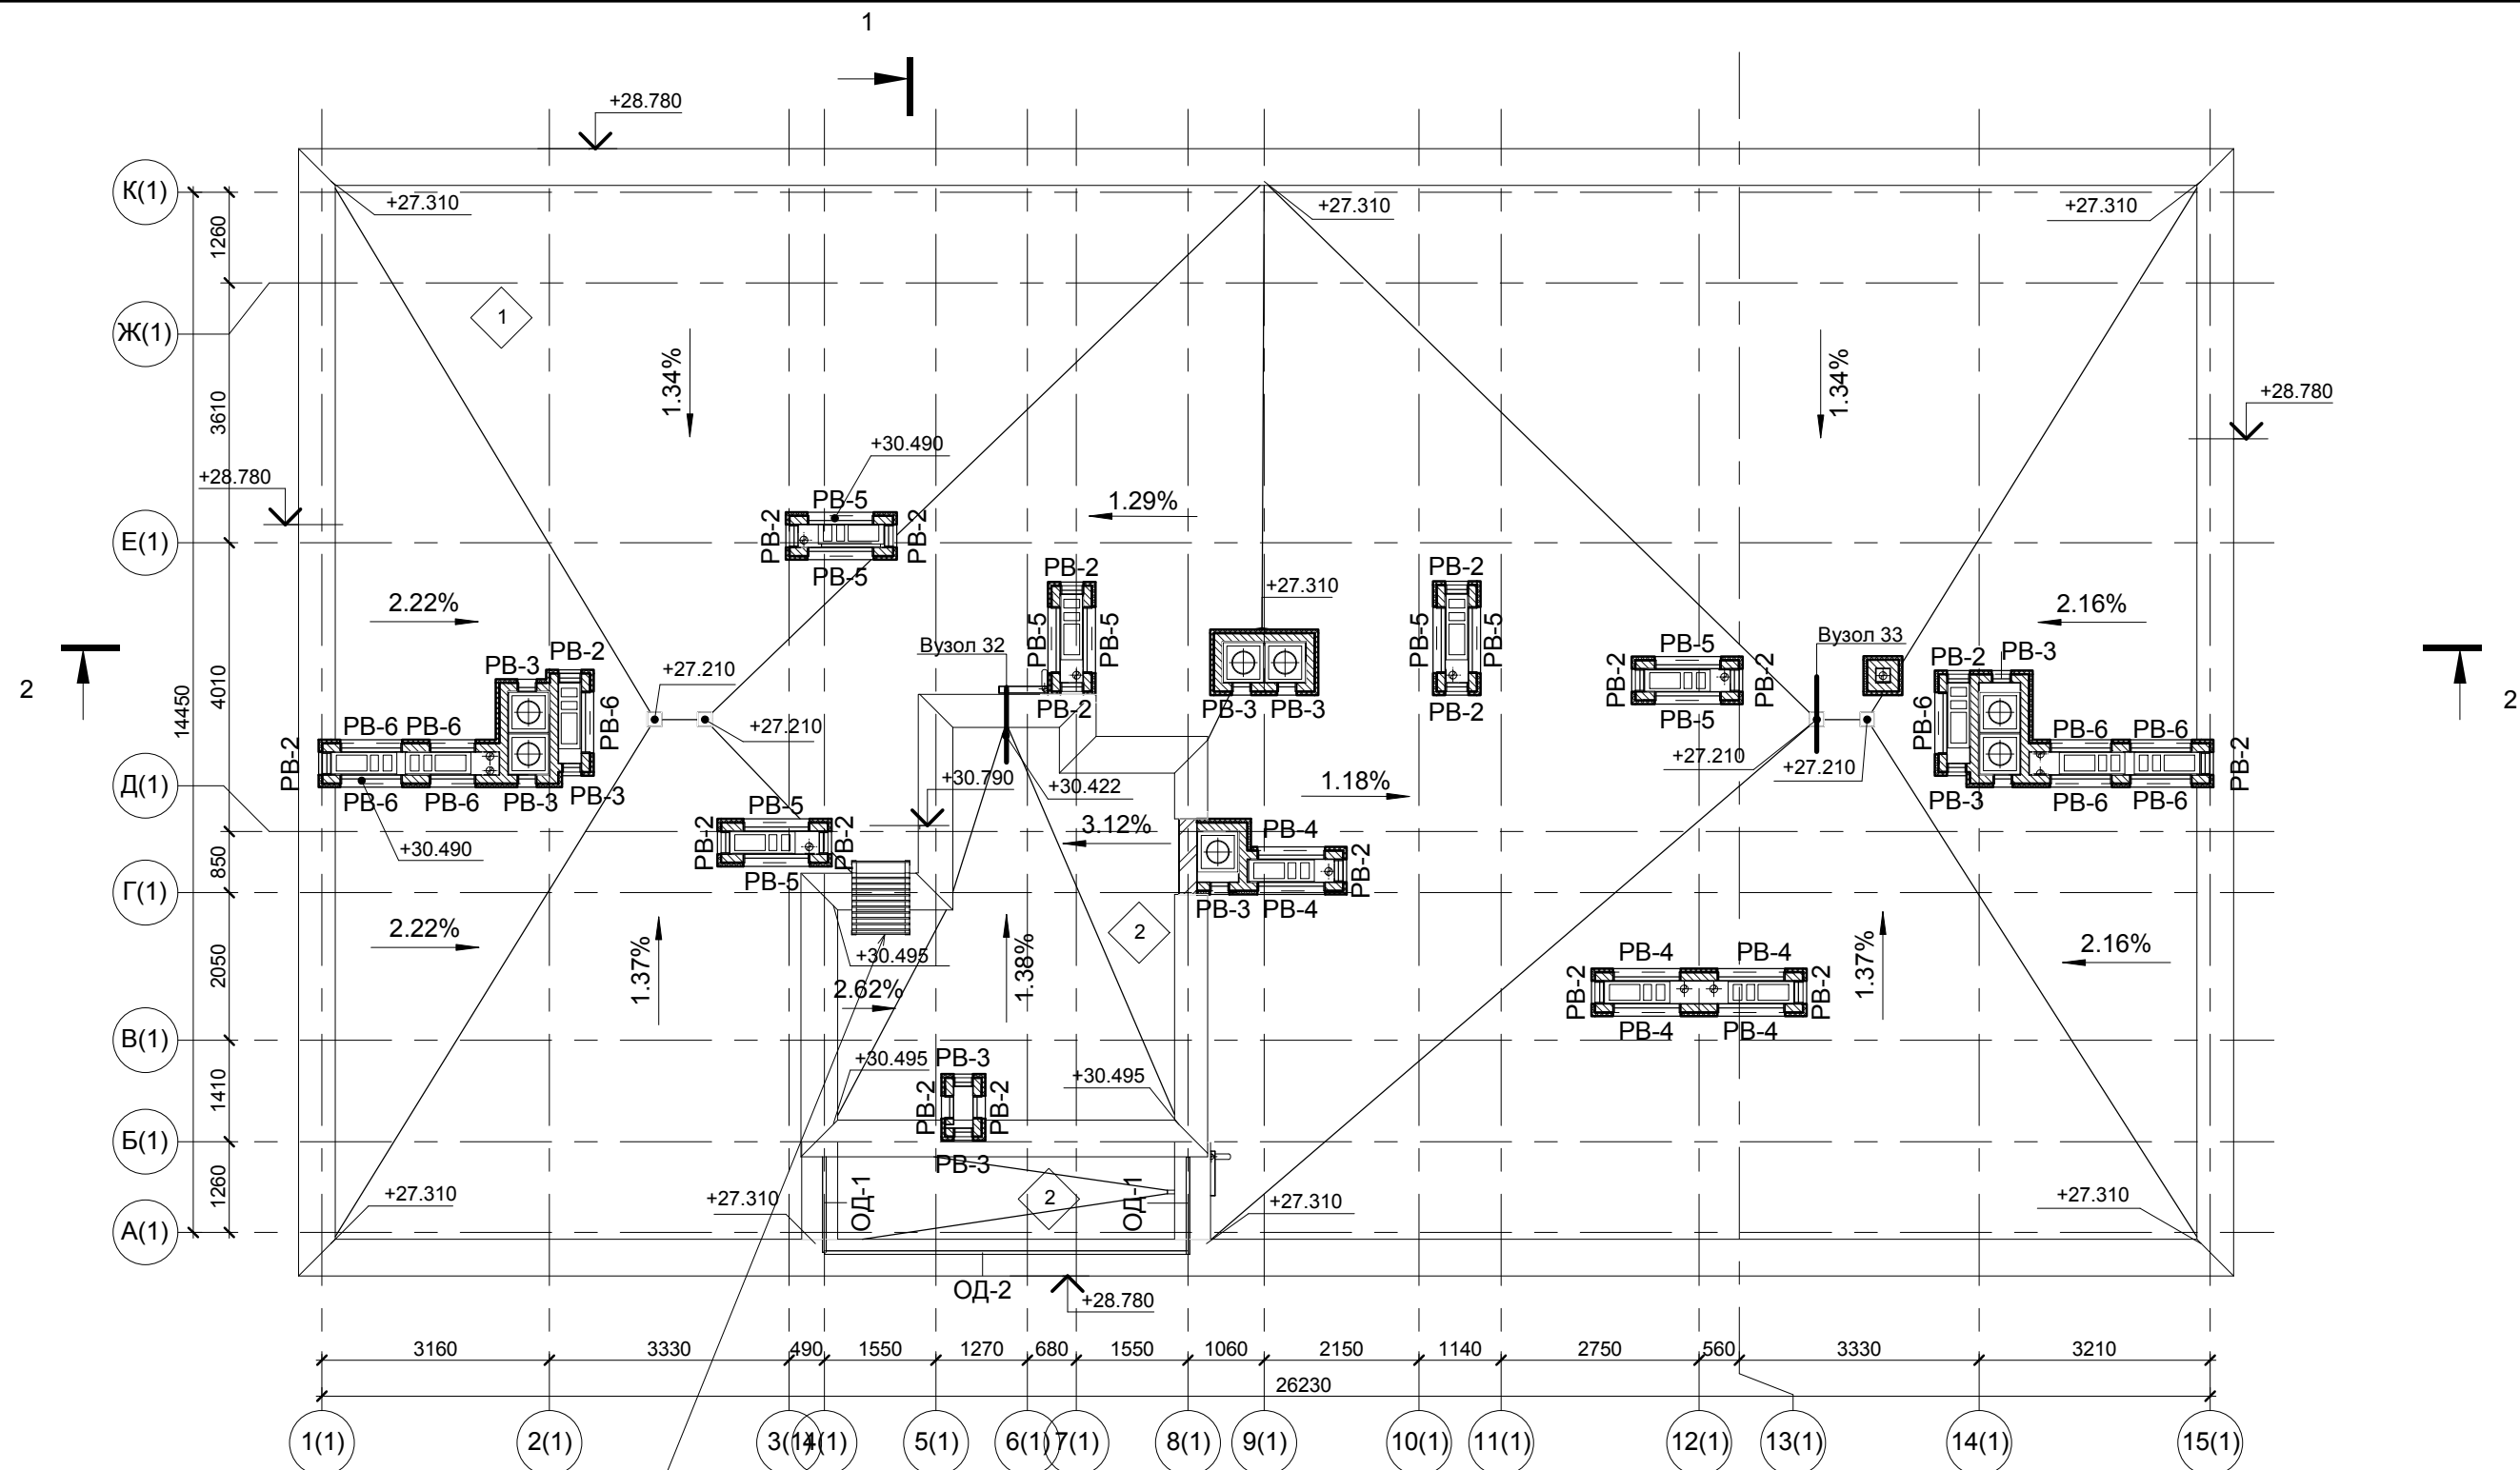 1
+28.780
К(1)
+27.310
+27.310
+27.310
1260
1
Ж(1)
1.34%
1.34%
3610
+28.780
+30.490
+28.780
РВ-5
1.29%
РВ-2
РВ-2
Е(1)
РВ-5
РВ-2
РВ-2
+27.310
2.22%
2.16%
РВ-5
РВ-5
РВ-5
РВ-5
Вузол 32
Вузол 33
РВ-3
РВ-2
РВ-5
РВ-2
РВ-3
+27.210
РВ-2
РВ-2
2
4010
14450
2
РВ-6
РВ-2
РВ-3
РВ-3
РВ-2
РВ-5
РВ-6
РВ-6
РВ-6
+27.210
РВ-6
РВ-6
РВ-2
+27.210
+27.210
РВ-2
Д(1)
+30.790
+30.422
1.18%
РВ-6
РВ-6
РВ-3
РВ-3
РВ-5
РВ-3
РВ-6
РВ-6
3.12%
РВ-4
РВ-2
РВ-2
+30.490
850
РВ-2
РВ-5
Г(1)
РВ-3
РВ-4
2.22%
2
2.16%
1.37%
+30.495
1.38%
РВ-4
РВ-4
1.37%
2050
2.62%
РВ-2
РВ-2
РВ-4
РВ-4
В(1)
+30.495
РВ-3
+30.495
1410
РВ-2
РВ-2
Б(1)
РВ-3
1260
+27.310
+27.310
ОД-1
2
ОД-1
+27.310
+27.310
А(1)
ОД-2
+28.780
3160
3330
490
1550
1270
680
1550
1060
2150
1140
2750
560
3330
3210
26230
1(1)
2(1)
3(1)
4(1)
5(1)
6(1)
7(1)
8(1)
9(1)
10(1)
11(1)
12(1)
13(1)
14(1)
15(1)